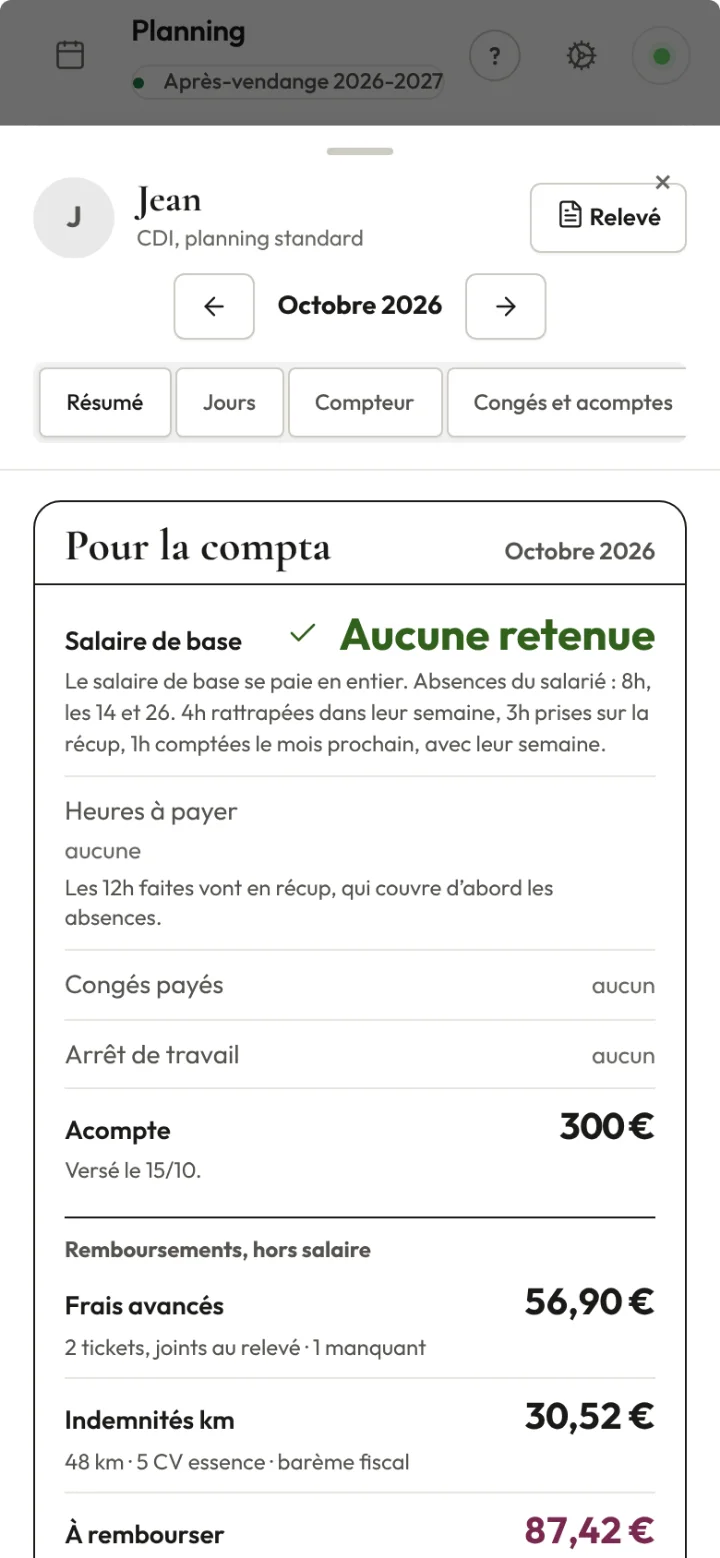 Planning
Après-vendange 2026-2027
?
J
Jean
CDI, planning standard
×
Relevé
← Octobre 2026 →
Résumé Jours Compteur Congés et acomptes
Pour la compta Octobre 2026
Salaire de base ✓ Aucune retenue
Le salaire de base se paie en entier. Absences du salarié : 8h,
les 14 et 26. 4h rattrapées dans leur semaine, 3h prises sur la
récup, 1h comptées le mois prochain, avec leur semaine.
Heures à payer
aucune
Les 12h faites vont en récup, qui couvre d’abord les
absences.
Congés payés aucun
Arrêt de travail aucun
Acompte 300 €
Versé le 15/10.
Remboursements, hors salaire
Frais avancés 56,90 €
2 tickets, joints au relevé · 1 manquant
Indemnités km 30,52 €
48 km · 5 CV essence · barème fiscal
À rembourser 87,42 €